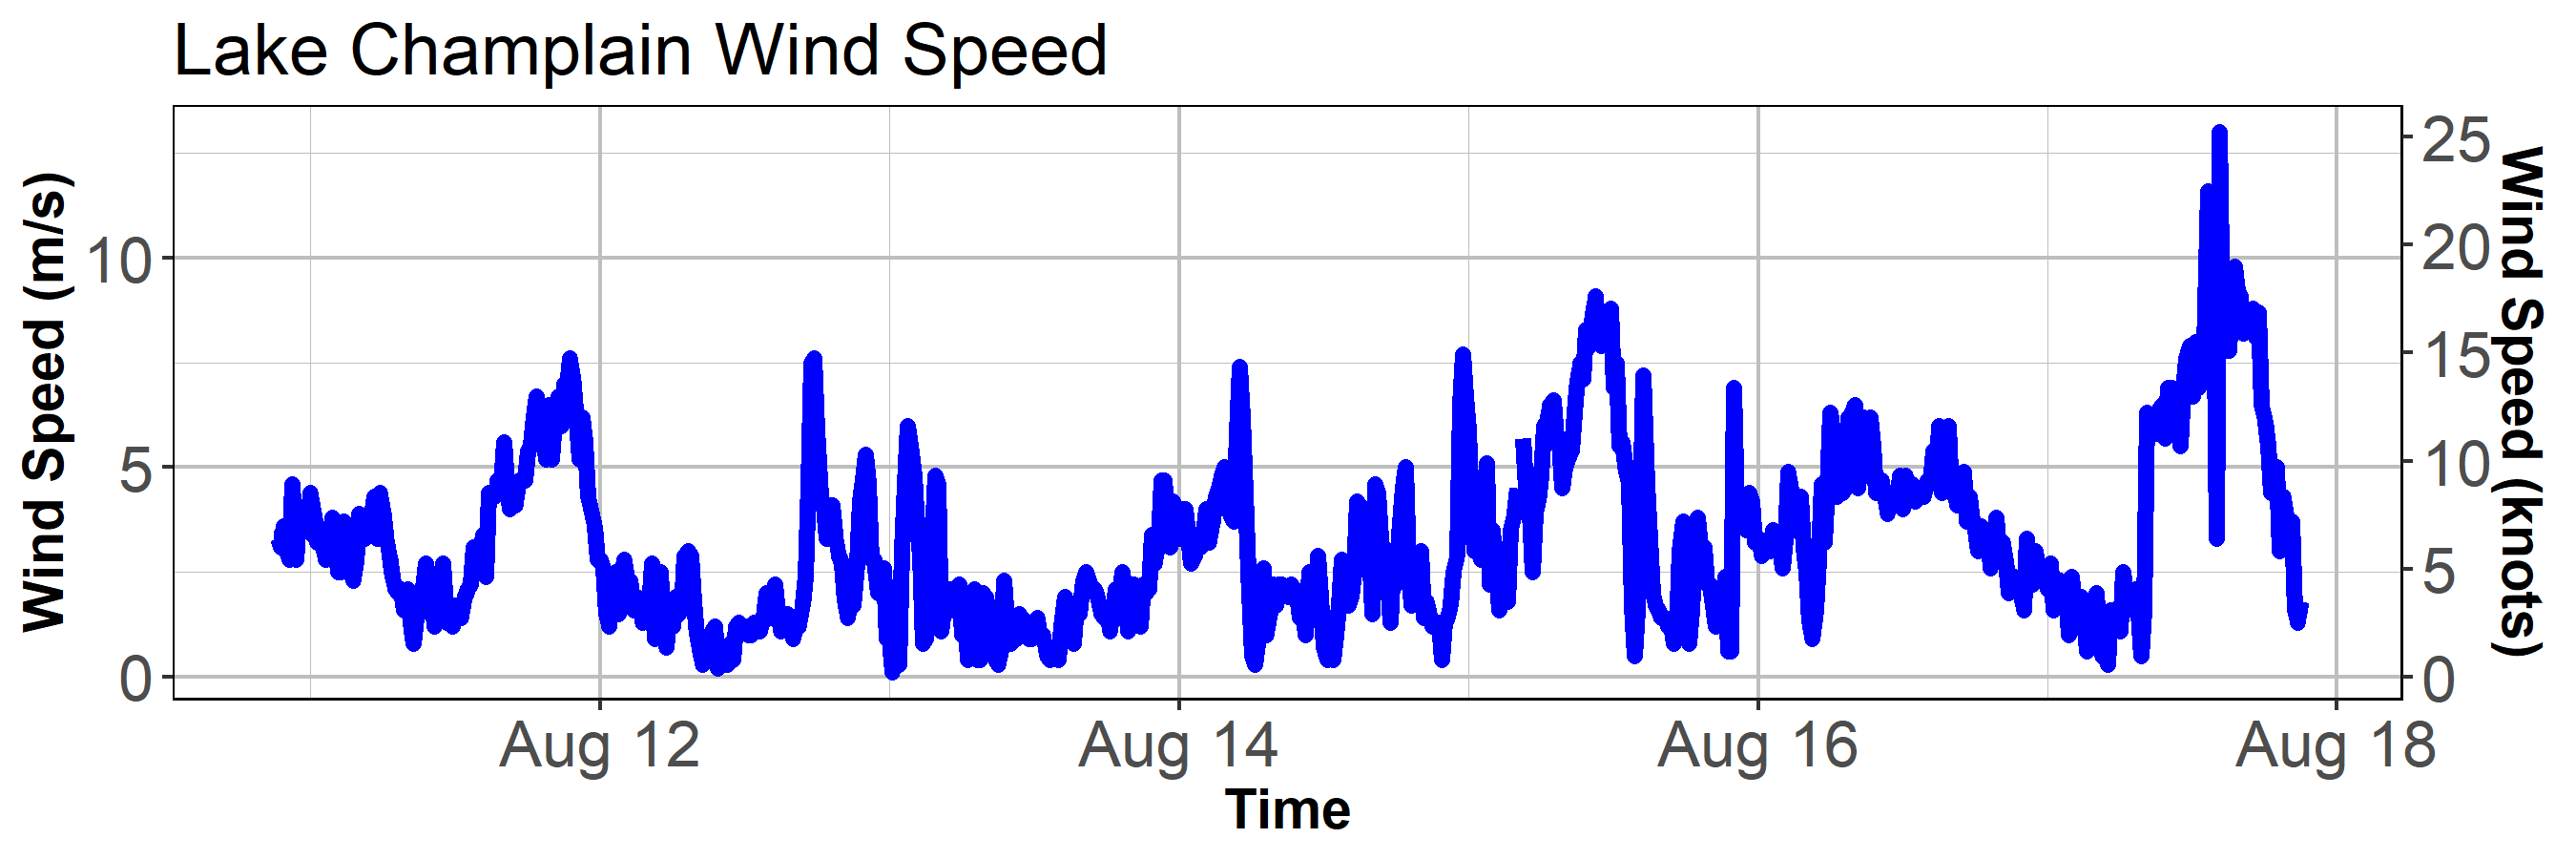 Lake Champlain Wind Speed
Wind Speed (m/s)
10
5
0
25
20
15
10
5
0
Wind Speed (knots)
Aug 12
Aug 14
Aug 16
Aug 18
Time